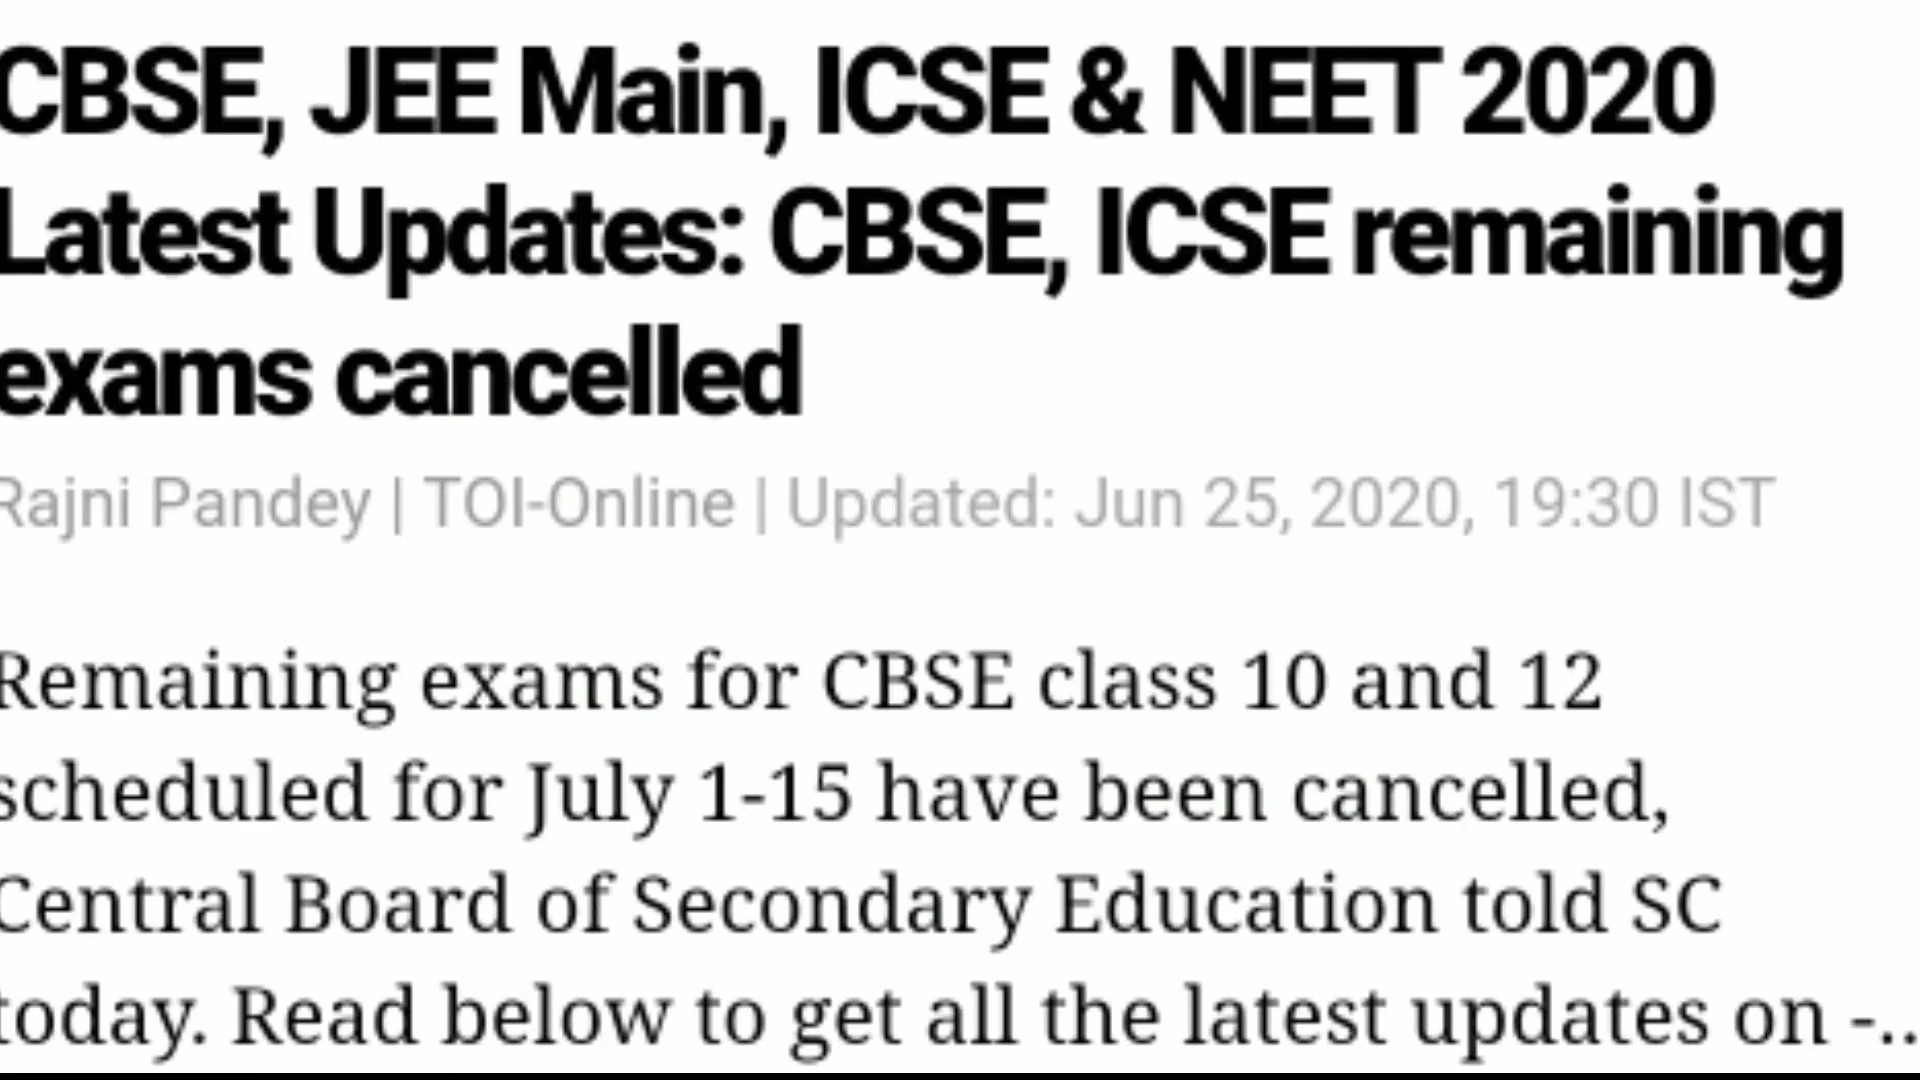 CBSE, JEE Main, ICSE & NEET 2020
Latest Updates: CBSE, ICSE remaining
exams cancelled
Rajni Pandey | TOI-Online | Updated: Jun 25, 2020, 19:30 IST
Remaining exams for CBSE class 10 and 12
scheduled for July 1-15 have been cancelled,
Central Board of Secondary Education told SC
today. Read below to get all the latest updates on -..